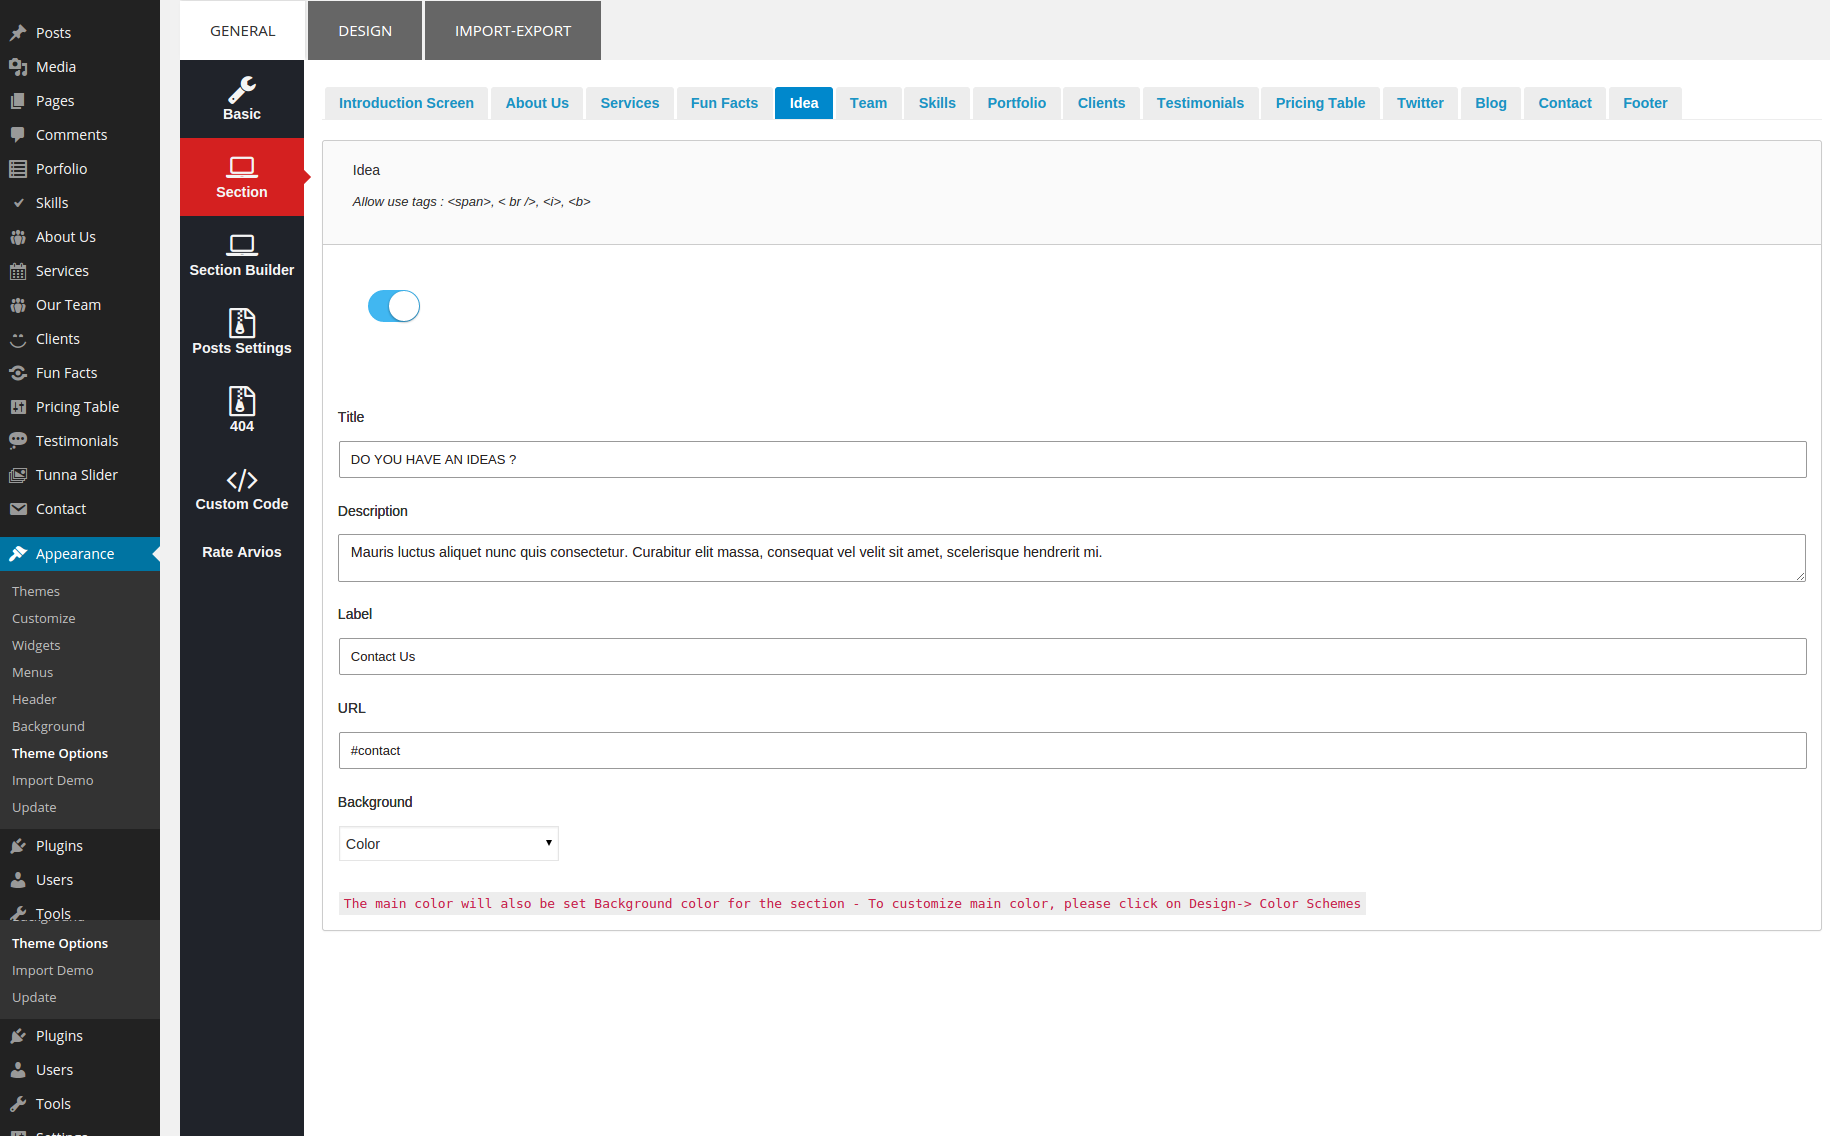 Posts
Media
Pages
Comments
Porfolio
Skills
About Us
Services
Our Team
Clients
Fun Facts
Pricing Table
Testimonials
Tunna Slider
Contact
Appearance
Themes
Customize
Widgets
Menus
Header
Background
Theme Options
Import Demo
Update
Plugins
Users
Tools
Theme Options
Import Demo
Update
Plugins
Users
Tools
Settings
GENERAL DESIGN IMPORT-EXPORT
Basic
Section
Section Builder
Posts Settings
404
Custom Code
Rate Arvios
Introduction Screen About Us Services Fun Facts Idea Team Skills Portfolio Clients Testimonials Pricing Table Twitter Blog Contact Footer
Idea
Allow use tags : <span>, < br />, <i>, <b>
Title
DO YOU HAVE AN IDEAS ?
Description
Mauris luctus aliquet nunc quis consectetur. Curabitur elit massa, consequat vel velit sit amet, scelerisque hendrerit mi.
Label
Contact Us
URL
#contact
Background
Color
The main color will also be set Background color for the section - To customize main color, please click on Design-> Color Schemes